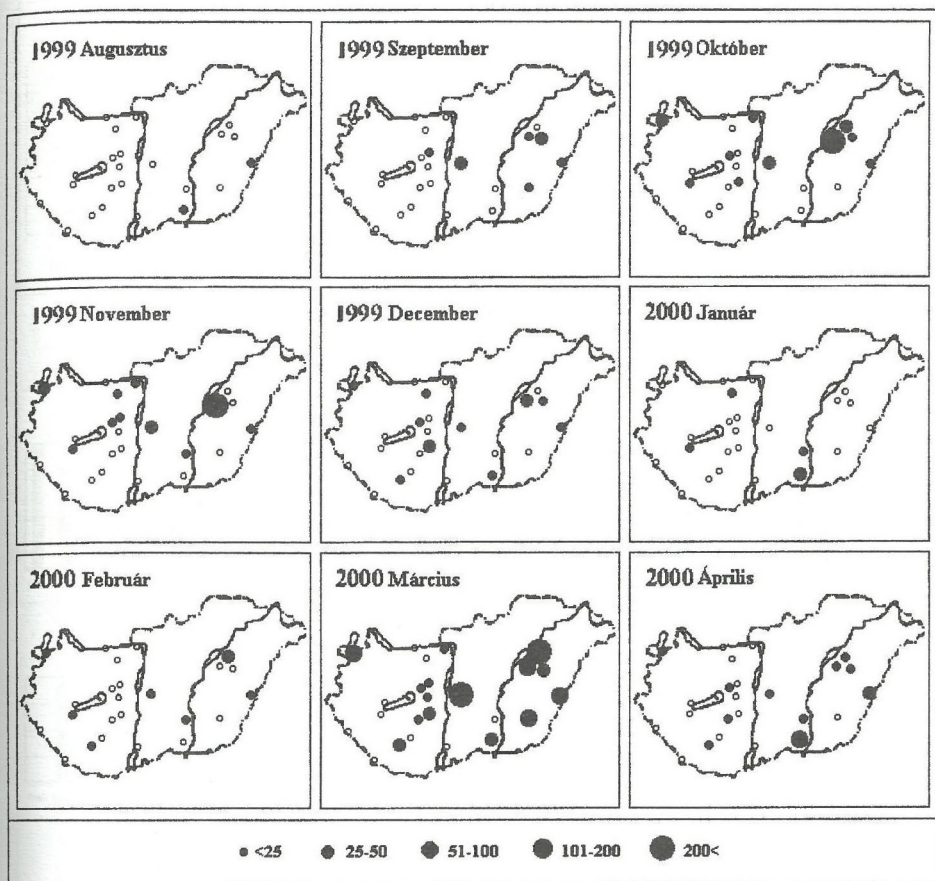 1999 Augusztus
1999 Szeptember
1999 Október
1999 November
1999 December
2000 Január
2000 Február
2000 Március
2000 Április
<25 25-50 51-100 101-200 200<